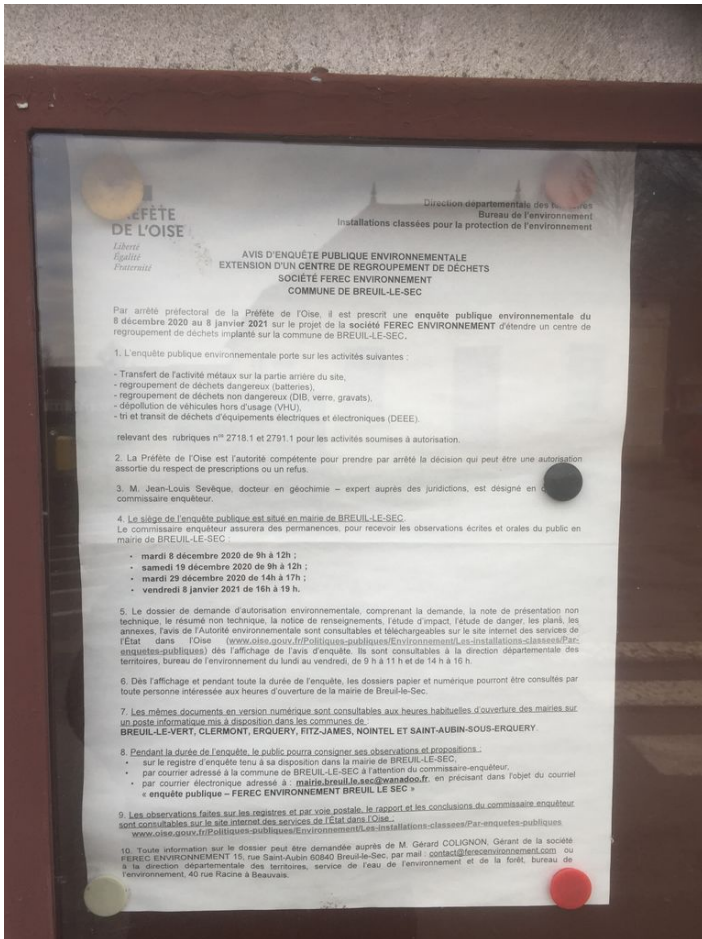 PRÉFÈTE
DE L'OISE
Liberté
Égalité
Fraternité
Direction départementale des
Bureau de l'environnement
Installations classées pour la protection de l'environnement
AVIS D'ENQUÊTE PUBLIQUE ENVIRONNEMENTALE
EXTENSION D'UN CENTRE DE REGROUPEMENT DE DÉCHETS
SOCIÉTÉ FEREC ENVIRONNEMENT
COMMUNE DE BREUIL-LE-SEC
Par arrêté préfectoral de la Préfète de l'Oise, il est prescrit une enquête publique environnementale du
8 décembre 2020 au 8 janvier 2021 sur le projet de la société FEREC ENVIRONNEMENT d'étendre un centre de
regroupement de déchets implanté sur la commune de BREUIL-LE-SEC.
1. L'enquête publique environnementale porte sur les activités suivantes :
- Transfert de l'activité métaux sur la partie arrière du site,
- regroupement de déchets dangereux (batteries),
- regroupement de déchets non dangereux (DIB, verre, gravats),
- dépollution de véhicules hors d'usage (VHU),
- tri et transit de déchets d'équipements électriques et électroniques (DEEE).
relevant des rubriques nos 2718.1 et 2791.1 pour les activités soumises à autorisation.
2. La Préfète de l'Oise est l'autorité compétente pour prendre par arrêté la décision qui peut être une autorisation
assortie du respect de prescriptions ou un refus.
3. M. Jean-Louis Sevêque, docteur en géochimie – expert auprès des juridictions, est désigné en
commissaire enquêteur.
4. Le siège de l'enquête publique est situé en mairie de BREUIL-LE-SEC.
Le commissaire enquêteur assurera des permanences, pour recevoir les observations écrites et orales du public en
mairie de BREUIL-LE-SEC :
• mardi 8 décembre 2020 de 9h à 12h ;
• samedi 19 décembre 2020 de 9h à 12h ;
• mardi 29 décembre 2020 de 14h à 17h ;
• vendredi 8 janvier 2021 de 16h à 19 h.
5. Le dossier de demande d'autorisation environnementale, comprenant la demande, la note de présentation non
technique, le résumé non technique, la notice de renseignements, l'étude d'impact, l'étude de danger, les plans, les
annexes, l'avis de l'Autorité environnementale sont consultables et téléchargeables sur le site internet des services de
l'État dans l'Oise (www.oise.gouv.fr/Politiques-publiques/Environnement/Les-installations-classees/Par-
enquetes-publiques) dès l'affichage de l'avis d'enquête. Ils sont consultables à la direction départementale des
territoires, bureau de l'environnement du lundi au vendredi, de 9 h à 11 h et de 14 h à 16 h.
6. Dès l'affichage et pendant toute la durée de l'enquête, les dossiers papier et numérique pourront être consultés par
toute personne intéressée aux heures d'ouverture de la mairie de Breuil-le-Sec.
7. Les mêmes documents en version numérique sont consultables aux heures habituelles d'ouverture des mairies sur
un poste informatique mis à disposition dans les communes de :
BREUIL-LE-VERT, CLERMONT, ERQUERY, FITZ-JAMES, NOINTEL ET SAINT-AUBIN-SOUS-ERQUERY.
8. Pendant la durée de l'enquête, le public pourra consigner ses observations et propositions :
• sur le registre d'enquête tenu à sa disposition dans la mairie de BREUIL-LE-SEC,
• par courrier adressé à la commune de BREUIL-LE-SEC à l'attention du commissaire-enquêteur,
• par courrier électronique adressé à : mairie.breuil.le.sec@wanadoo.fr, en précisant dans l'objet du courriel
« enquête publique – FEREC ENVIRONNEMENT BREUIL LE SEC »
9. Les observations faites sur les registres et par voie postale, le rapport et les conclusions du commissaire enquêteur
sont consultables sur le site internet des services de l'État dans l'Oise :
www.oise.gouv.fr/Politiques-publiques/Environnement/Les-installations-classees/Par-enquetes-publiques
10. Toute information sur le dossier peut être demandée auprès de M. Gérard COLIGNON, Gérant de la société
FEREC ENVIRONNEMENT 15, rue Saint-Aubin 60840 Breuil-le-Sec, par mail : contact@ferecenvironnement.com ou
à la direction départementale des territoires, service de l'eau de l'environnement et de la forêt, bureau de
l'environnement, 40 rue Racine à Beauvais.